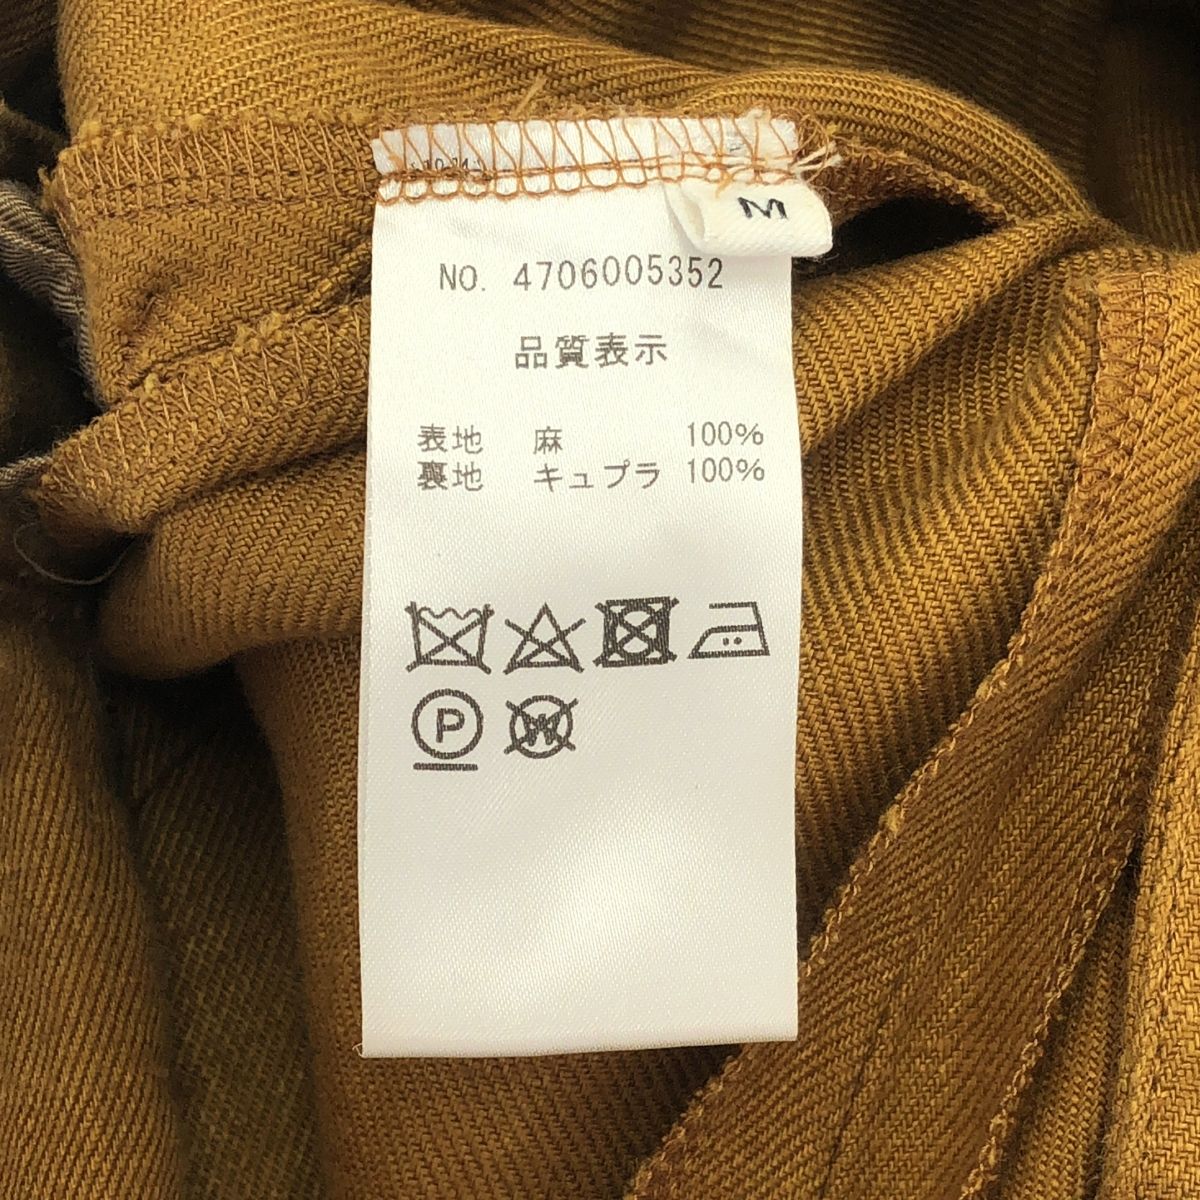 M
NO. 4706005352
品質表示
表地 麻 100%
裏地 キュプラ 100%
P W